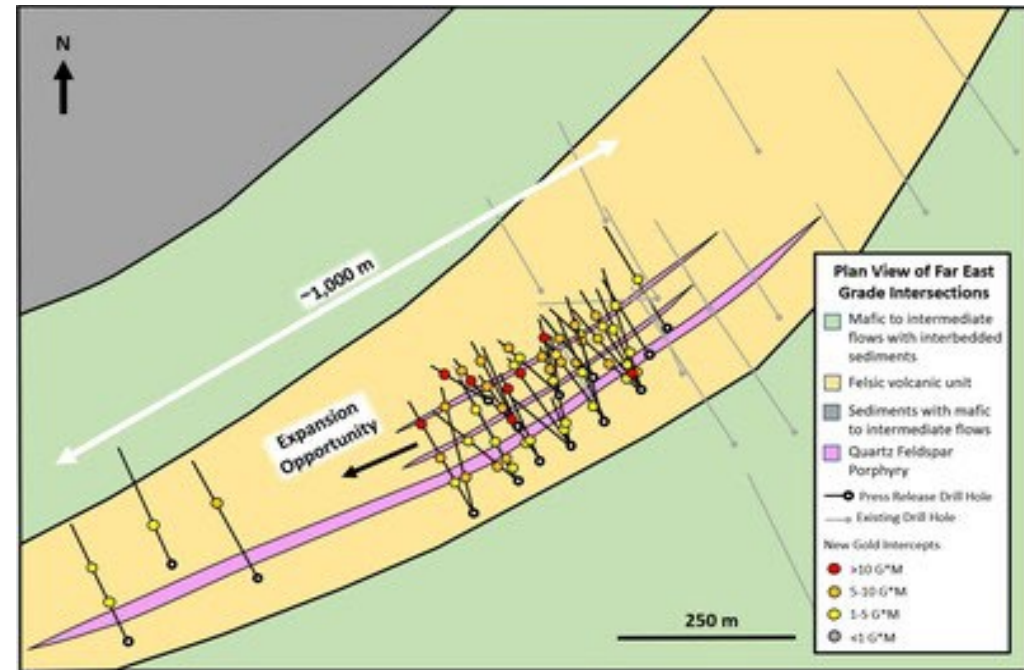 N
~1,000 m
Expansion
Opportunity
250 m
Plan View of Far East
Grade Intersections
Mafic to intermediate
flows with interbedded
sediments
Felsic volcanic unit
Sediments with mafic
to intermediate flows
Quartz Feldspar
Porphyry
Press Release Drill Hole
Existing Drill Hole
New Gold Intercepts
>10 G*M
5-10 G*M
1-5 G*M
<1 G*M